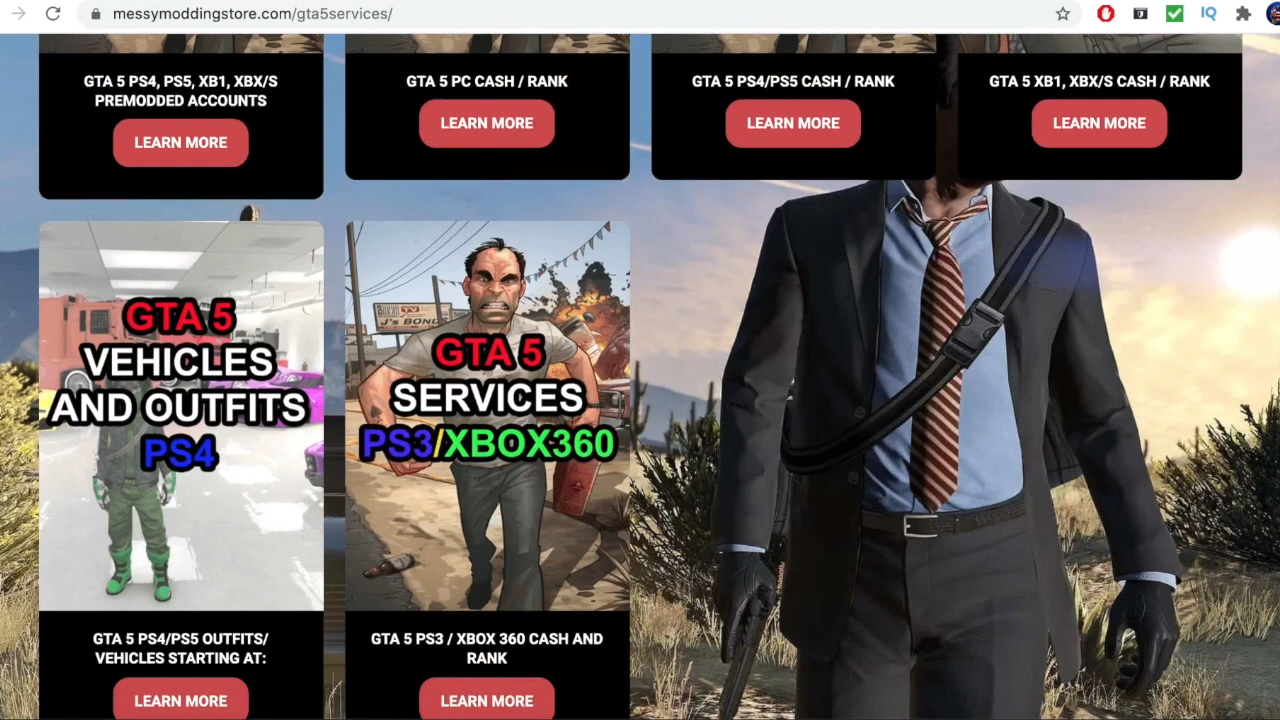 messymoddingstore.com/gta5services/
IQ
GTA 5 PS4, PS5, XB1, XBX/S
PREMODDED ACCOUNTS
LEARN MORE
GTA 5 PC CASH / RANK
LEARN MORE
GTA 5 PS4/PS5 CASH / RANK
LEARN MORE
GTA 5 XB1, XBX/S CASH / RANK
LEARN MORE
GTA 5
VEHICLES
AND OUTFITS
PS4
TV
J's BOND
GTA 5
SERVICES
PS3/XBOX360
GTA 5 PS4/PS5 OUTFITS/
VEHICLES STARTING AT:
LEARN MORE
GTA 5 PS3 / XBOX 360 CASH AND
RANK
LEARN MORE